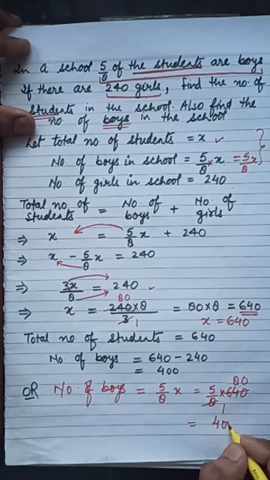 In a school 5/8 of the students are boys
If there are 240 girls, find the no. of
students in the school. Also find the
no of boys in the school
Let total no of students = x ✓
No. of boys in school = 5/8 x = 5x/8
No of girls in school = 240
Total no. of students = No. of boys + No. of girls
⇒ x = 5/8 x + 240
⇒ x - 5/8 x = 240
⇒ 3x/8 = 240
⇒ x = 240×8/3 = 80×8 = 640
80
1
x = 640
Total no of students = 640
No of boys = 640 - 240
= 400
OR No. of boys = 5/8 x = 5/8 × 640
80
1
= 400